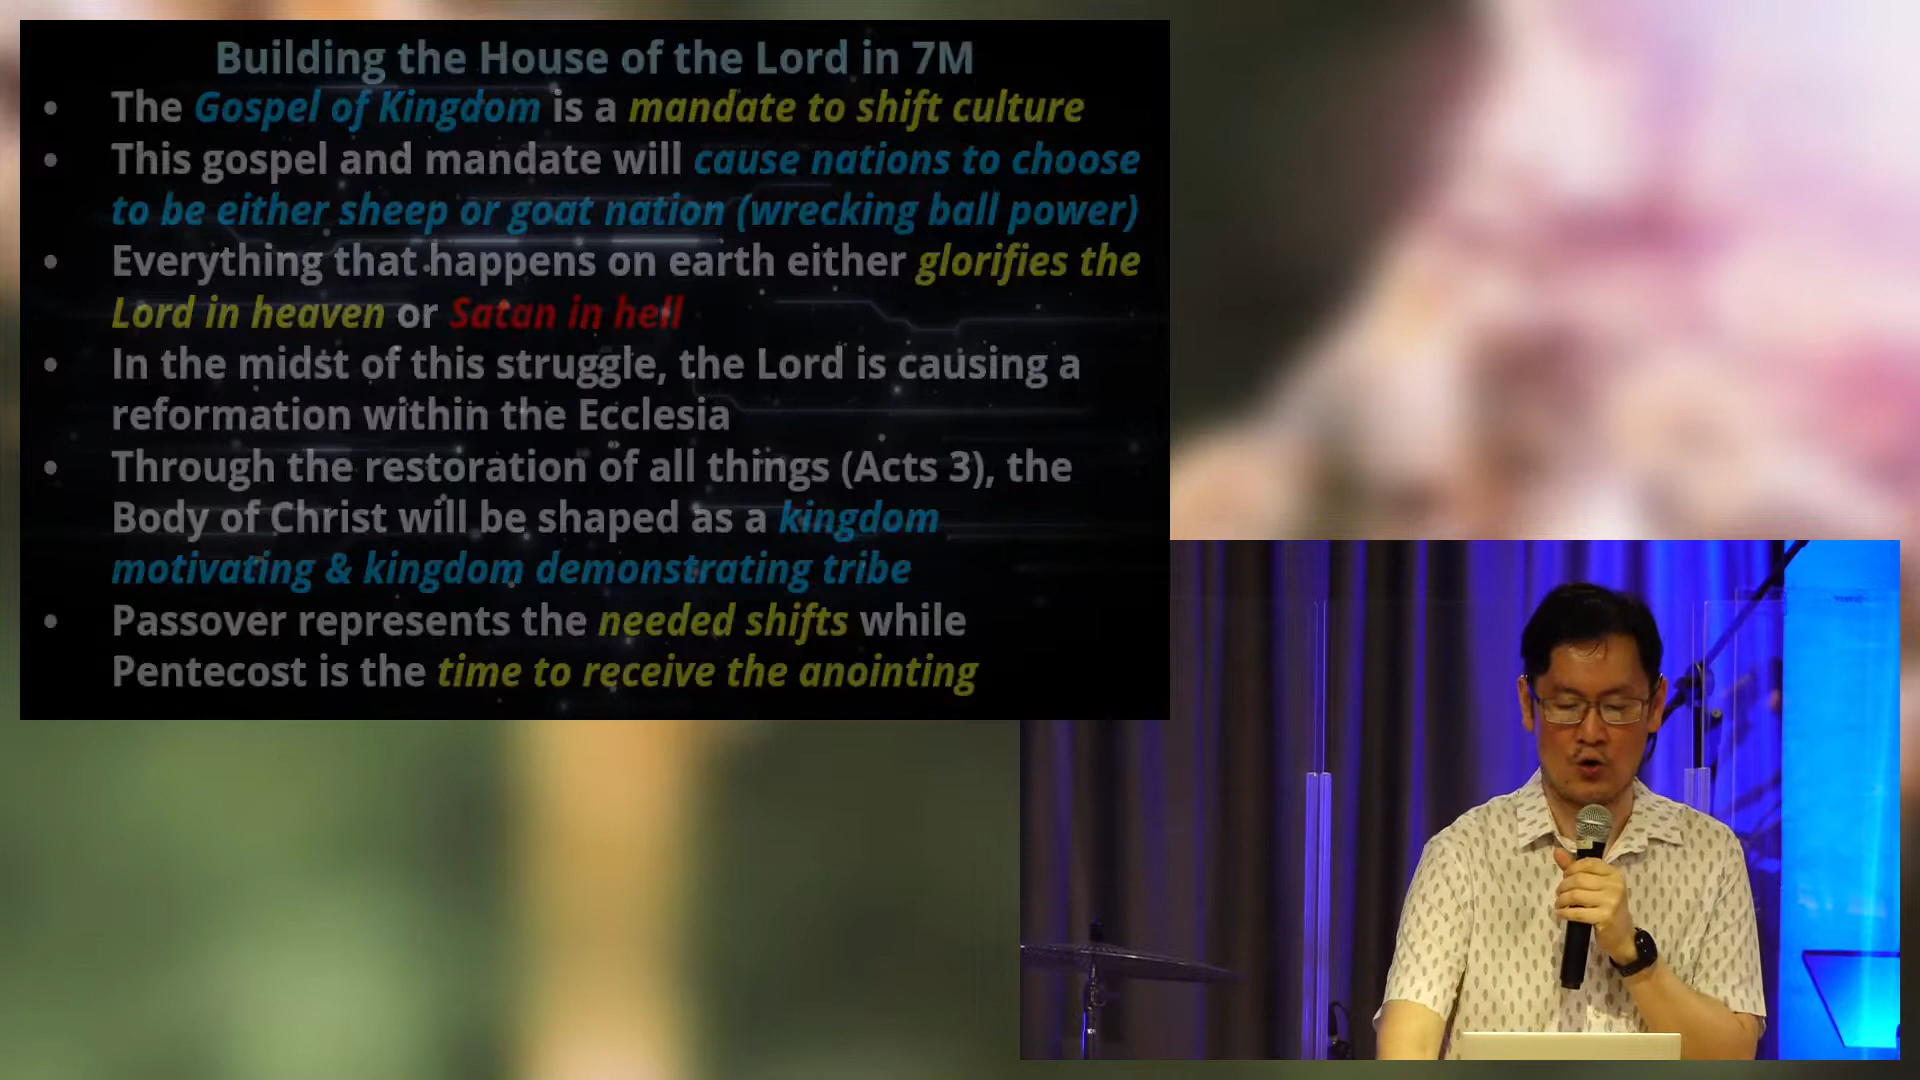 Building the House of the Lord in 7M
• The Gospel of Kingdom is a mandate to shift culture
• This gospel and mandate will cause nations to choose
to be either sheep or goat nation (wrecking ball power)
• Everything that happens on earth either glorifies the
Lord in heaven or Satan in hell
• In the midst of this struggle, the Lord is causing a
reformation within the Ecclesia
• Through the restoration of all things (Acts 3), the
Body of Christ will be shaped as a kingdom
motivating & kingdom demonstrating tribe
• Passover represents the needed shifts while
Pentecost is the time to receive the anointing